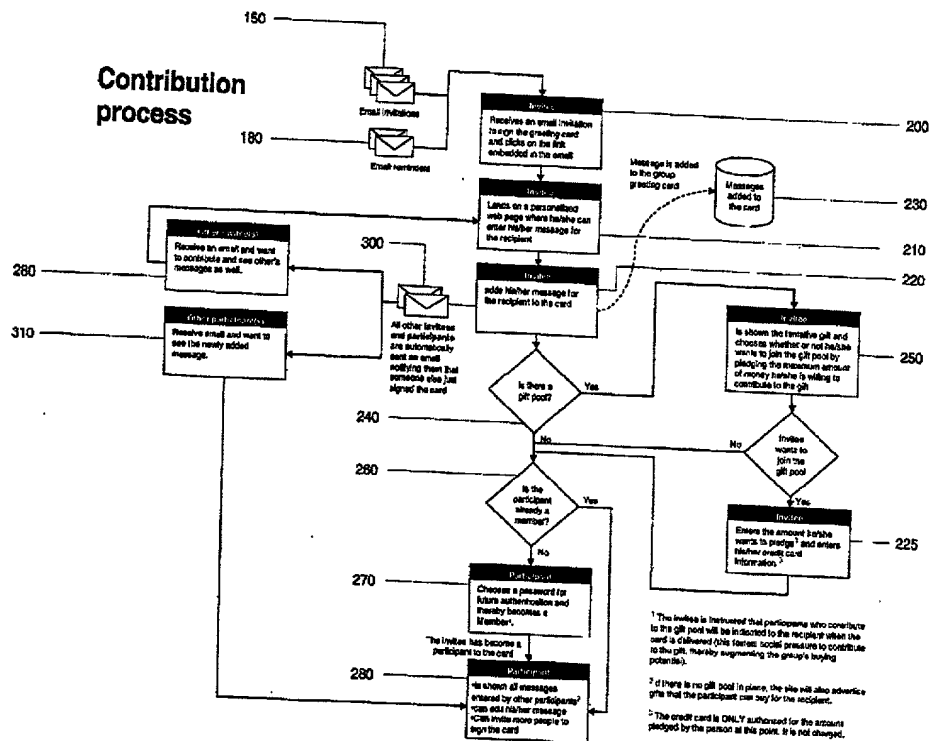 150
Contribution
process
Email invitations
180
Email reminders
Invitee
Receives an email invitation
to sign the greeting card
and clicks on the link
embedded in the email
200
Message is added
to the group
greeting card
Messages
added to
the card
230
Invitee
Lands on a personalized
web page where he/she can
enter his/her message for
the recipient
210
Other invitee(s)
Receive an email and want
to contribute and see other's
messages as well.
280
300
Invitee
adds his/her message for
the recipient to the card
220
Other participant(s)
Receive email and want to
see the newly added
message.
310
All other invitees
and participants
are automatically
sent an email
notifying them that
someone else just
signed the card
Invitee
Is shown the tentative gift and
chooses whether or not he/she
wants to join the gift pool by
pledging the maximum amount
of money he/she is willing to
contribute to the gift
250
Is there a
gift pool?
Yes
240
No
No
Invitee
wants to
join the
gift pool
Yes
260
Is the
participant
already a
member?
Yes
No
Invitee
Enters the amount he/she
wants to pledge¹ and enters
his/her credit card
information.³
225
270
Participant
Chooses a password for
future authentication and
thereby becomes a
Member⁴.
The invitee has become a
participant to the card
280
Participant
•Is shown all messages
entered by other participants²
•Can edit his/her message
•Can invite more people to
sign the card
¹ The invitee is instructed that participants who contribute
to the gift pool will be indicated to the recipient when the
card is delivered (this fosters social pressure to contribute
to the gift, thereby augmenting the group's buying
potential).
² If there is no gift pool in place, the site will also advertise
gifts that the participant can buy for the recipient.
³ The credit card is ONLY authorized for the amount
pledged by the person at this point. It is not charged.